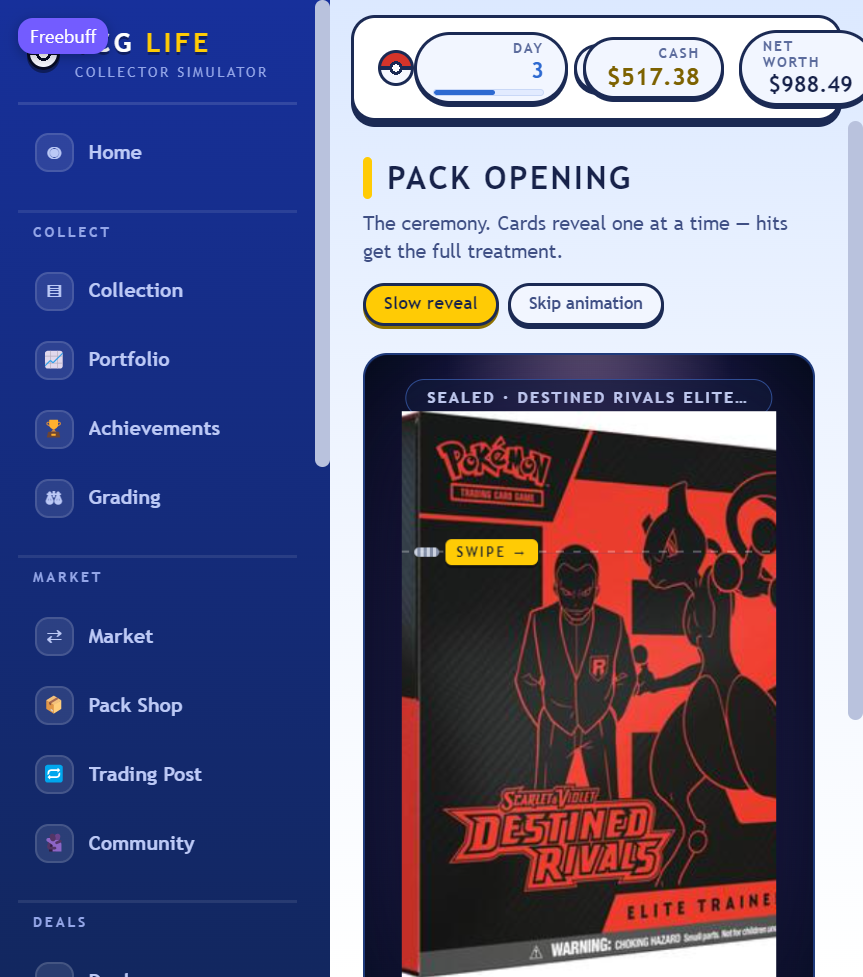 Freebuff
CG LIFE
COLLECTOR SIMULATOR
Home
COLLECT
Collection
Portfolio
Achievements
Grading
MARKET
Market
Pack Shop
Trading Post
Community
DEALS
DAY
3
CASH
$517.38
NET
WORTH
$988.49
PACK OPENING
The ceremony. Cards reveal one at a time — hits
get the full treatment.
Slow reveal
Skip animation
SEALED · DESTINED RIVALS ELITE…
POKéMON
TRADING CARD GAME
SWIPE →
R
SCARLET & VIOLET
DESTINED
RIVALS
ELITE TRAINE
WARNING: CHOKING HAZARD Small parts. Not for children un